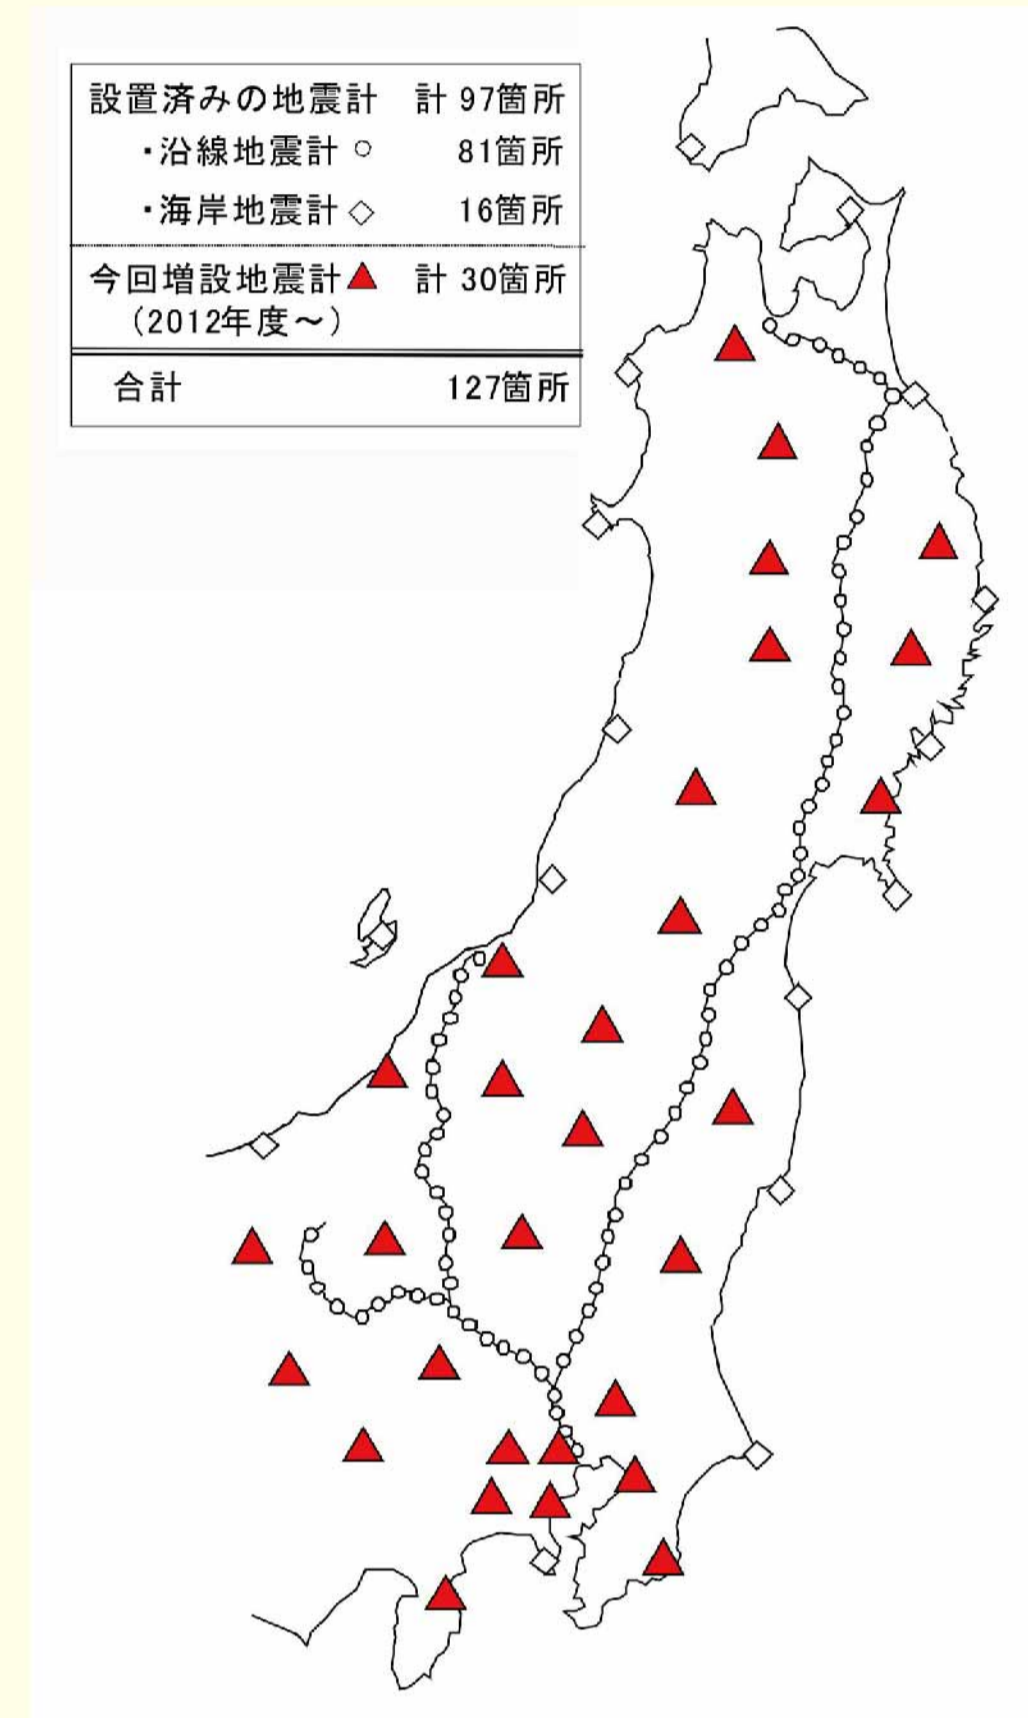 設置済みの地震計 計 97箇所
・沿線地震計○ 81箇所
・海岸地震計◇ 16箇所
今回増設地震計▲ 計 30箇所
(2012年度～)
合計 127箇所